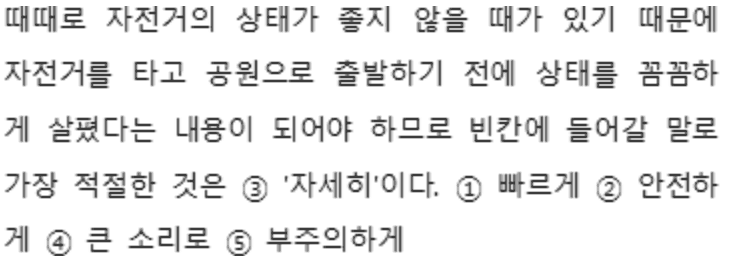 때때로 자전거의 상태가 좋지 않을 때가 있기 때문에
자전거를 타고 공원으로 출발하기 전에 상태를 꼼꼼하
게 살폈다는 내용이 되어야 하므로 빈칸에 들어갈 말로
가장 적절한 것은 ③ '자세히'이다. ① 빠르게 ② 안전하
게 ④ 큰 소리로 ⑤ 부주의하게